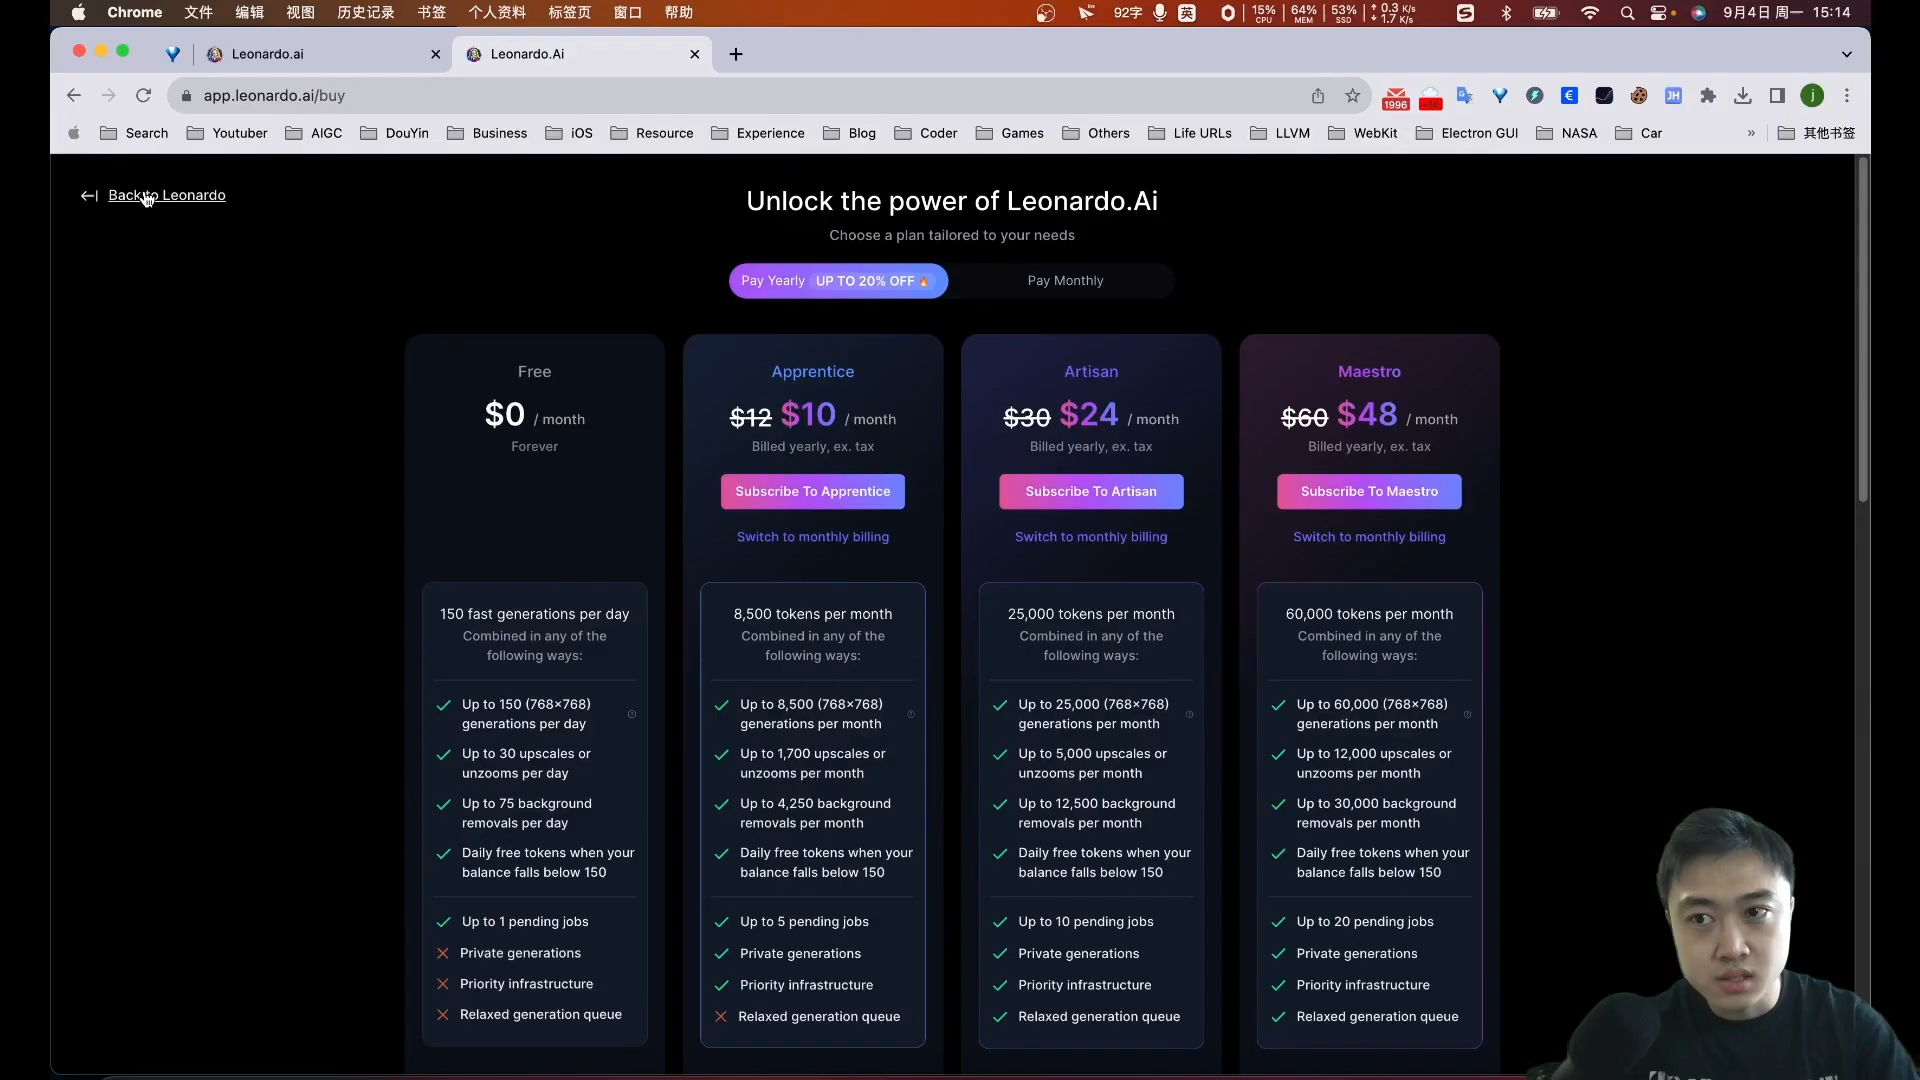 Chrome 文件 编辑 视图 历史记录 书签 个人资料 标签页 窗口 帮助 92字 英 15% CPU 64% MEM 53% SSD ↑ 0.3 K/s ↓ 1.7 K/s 9月4日 周一 15:14
Leonardo.ai Leonardo.Ai
app.leonardo.ai/buy 1996 JH j
Search Youtuber AIGC DouYin Business iOS Resource Experience Blog Coder Games Others Life URLs LLVM WebKit Electron GUI NASA Car » 其他书签
Back to Leonardo
Unlock the power of Leonardo.Ai
Choose a plan tailored to your needs
Pay Yearly UP TO 20% OFF Pay Monthly
Free
$0 / month
Forever
150 fast generations per day
Combined in any of the
following ways:
Up to 150 (768×768)
generations per day
Up to 30 upscales or
unzooms per day
Up to 75 background
removals per day
Daily free tokens when your
balance falls below 150
Up to 1 pending jobs
Private generations
Priority infrastructure
Relaxed generation queue
Apprentice
$12 $10 / month
Billed yearly, ex. tax
Subscribe To Apprentice
Switch to monthly billing
8,500 tokens per month
Combined in any of the
following ways:
Up to 8,500 (768×768)
generations per month
Up to 1,700 upscales or
unzooms per month
Up to 4,250 background
removals per month
Daily free tokens when your
balance falls below 150
Up to 5 pending jobs
Private generations
Priority infrastructure
Relaxed generation queue
Artisan
$30 $24 / month
Billed yearly, ex. tax
Subscribe To Artisan
Switch to monthly billing
25,000 tokens per month
Combined in any of the
following ways:
Up to 25,000 (768×768)
generations per month
Up to 5,000 upscales or
unzooms per month
Up to 12,500 background
removals per month
Daily free tokens when your
balance falls below 150
Up to 10 pending jobs
Private generations
Priority infrastructure
Relaxed generation queue
Maestro
$60 $48 / month
Billed yearly, ex. tax
Subscribe To Maestro
Switch to monthly billing
60,000 tokens per month
Combined in any of the
following ways:
Up to 60,000 (768×768)
generations per month
Up to 12,000 upscales or
unzooms per month
Up to 30,000 background
removals per month
Daily free tokens when your
balance falls below 150
Up to 20 pending jobs
Private generations
Priority infrastructure
Relaxed generation queue